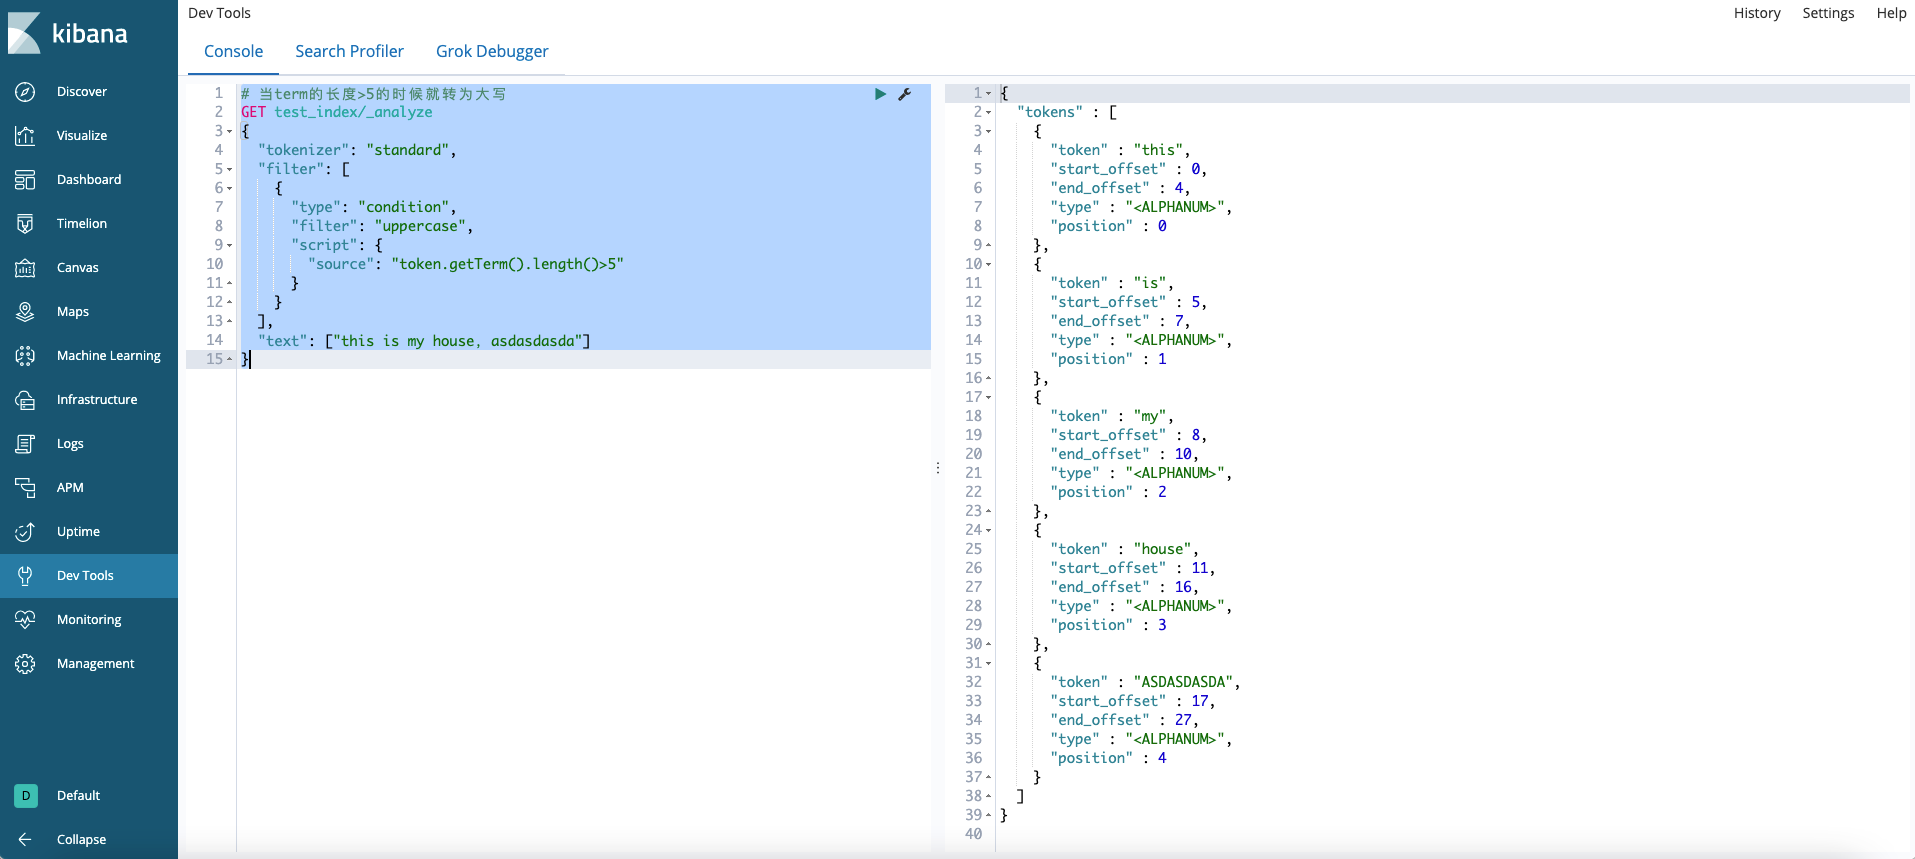 kibana
Discover
Visualize
Dashboard
Timelion
Canvas
Maps
Machine Learning
Infrastructure
Logs
APM
Uptime
Dev Tools
Monitoring
Management
D Default
Collapse
Dev Tools
History Settings Help
Console Search Profiler Grok Debugger
1 # 当term的长度>5的时候就转为大写
2 GET test_index/_analyze
3 {
4 "tokenizer": "standard",
5 "filter": [
6 {
7 "type": "condition",
8 "filter": "uppercase",
9 "script": {
10 "source": "token.getTerm().length()>5"
11 }
12 }
13 ],
14 "text": ["this is my house, asdasdasda"]
15 }
1 {
2 "tokens" : [
3 {
4 "token" : "this",
5 "start_offset" : 0,
6 "end_offset" : 4,
7 "type" : "<ALPHANUM>",
8 "position" : 0
9 },
10 {
11 "token" : "is",
12 "start_offset" : 5,
13 "end_offset" : 7,
14 "type" : "<ALPHANUM>",
15 "position" : 1
16 },
17 {
18 "token" : "my",
19 "start_offset" : 8,
20 "end_offset" : 10,
21 "type" : "<ALPHANUM>",
22 "position" : 2
23 },
24 {
25 "token" : "house",
26 "start_offset" : 11,
27 "end_offset" : 16,
28 "type" : "<ALPHANUM>",
29 "position" : 3
30 },
31 {
32 "token" : "ASDASDASDA",
33 "start_offset" : 17,
34 "end_offset" : 27,
35 "type" : "<ALPHANUM>",
36 "position" : 4
37 }
38 ]
39 }
40